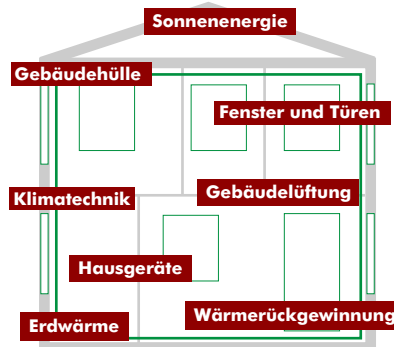 Sonnenenergie
Gebäudehülle
Fenster und Türen
Klimatechnik
Gebäudelüftung
Hausgeräte
Wärmerückgewinnung
Erdwärme